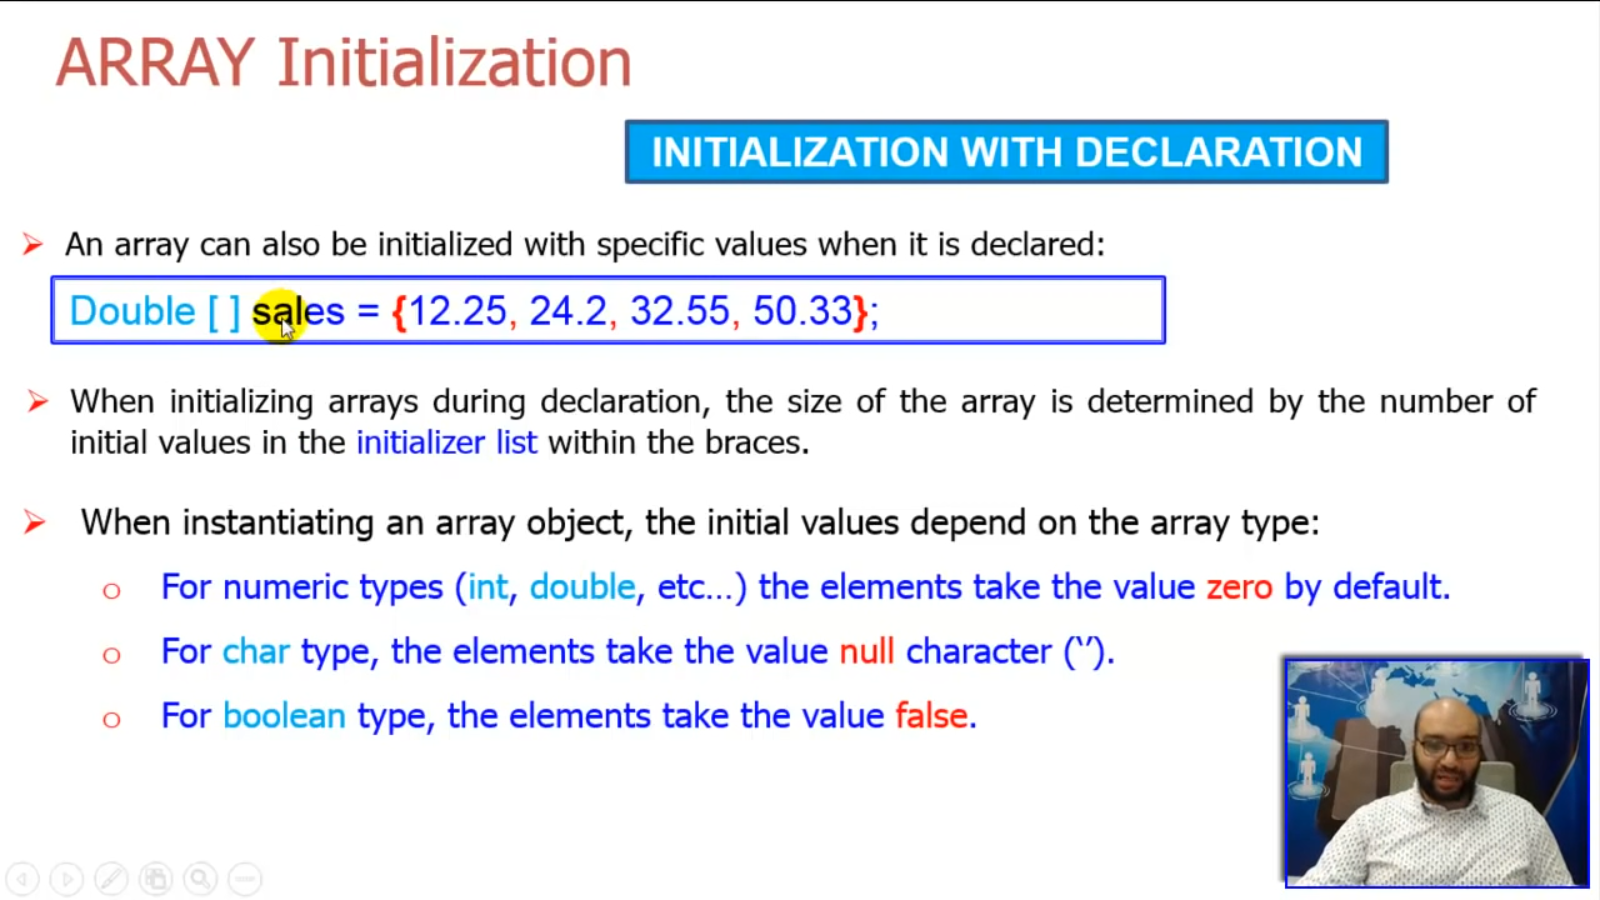 ARRAY Initialization
INITIALIZATION WITH DECLARATION
An array can also be initialized with specific values when it is declared:
Double [ ] sales = {12.25, 24.2, 32.55, 50.33};
When initializing arrays during declaration, the size of the array is determined by the number of
initial values in the initializer list within the braces.
When instantiating an array object, the initial values depend on the array type:
o For numeric types (int, double, etc...) the elements take the value zero by default.
o For char type, the elements take the value null character (‘’).
o For boolean type, the elements take the value false.